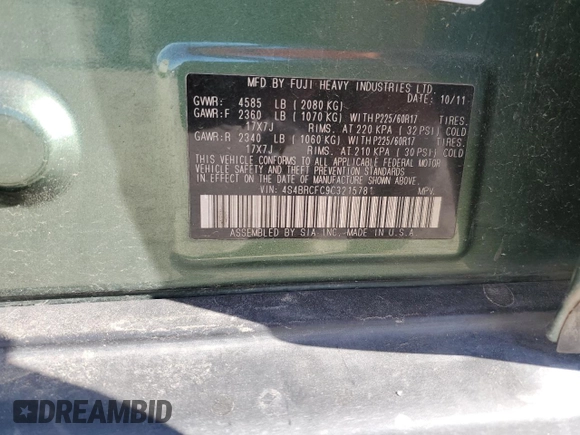 MFD BY FUJI HEAVY INDUSTRIES LTD.
DATE: 10/11
GVWR: 4585 LB ( 2080 KG)
GAWR:F 2360 LB ( 1070 KG) WITH P225/60R17 TIRES.
17X7J RIMS. AT 220 KPA ( 32 PSI) COLD
GAWR:R 2340 LB ( 1060 KG) WITH P225/60R17 TIRES.
17X7J RIMS. AT 210 KPA ( 30 PSI) COLD
THIS VEHICLE CONFORMS TO ALL APPLICABLE FEDERAL MOTOR
VEHICLE SAFETY AND THEFT PREVENTION STANDARDS
IN EFFECT ON THE DATE OF MANUFACTURE SHOWN ABOVE.
VIN: 4S4BRCFC9C3215781 MPV
ASSEMBLED BY SIA INC.-MADE IN U.S.A
DREAMBID